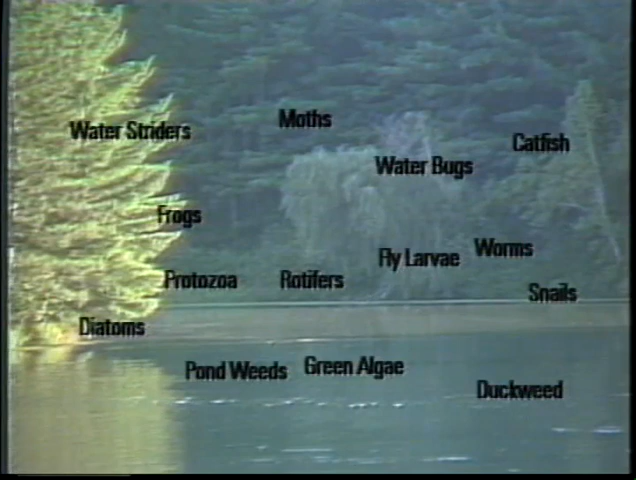 Moths
Water Striders
Catfish
Water Bugs
Frogs
Worms
Fly Larvae
Protozoa
Rotifers
Snails
Diatoms
Green Algae
Pond Weeds
Duckweed